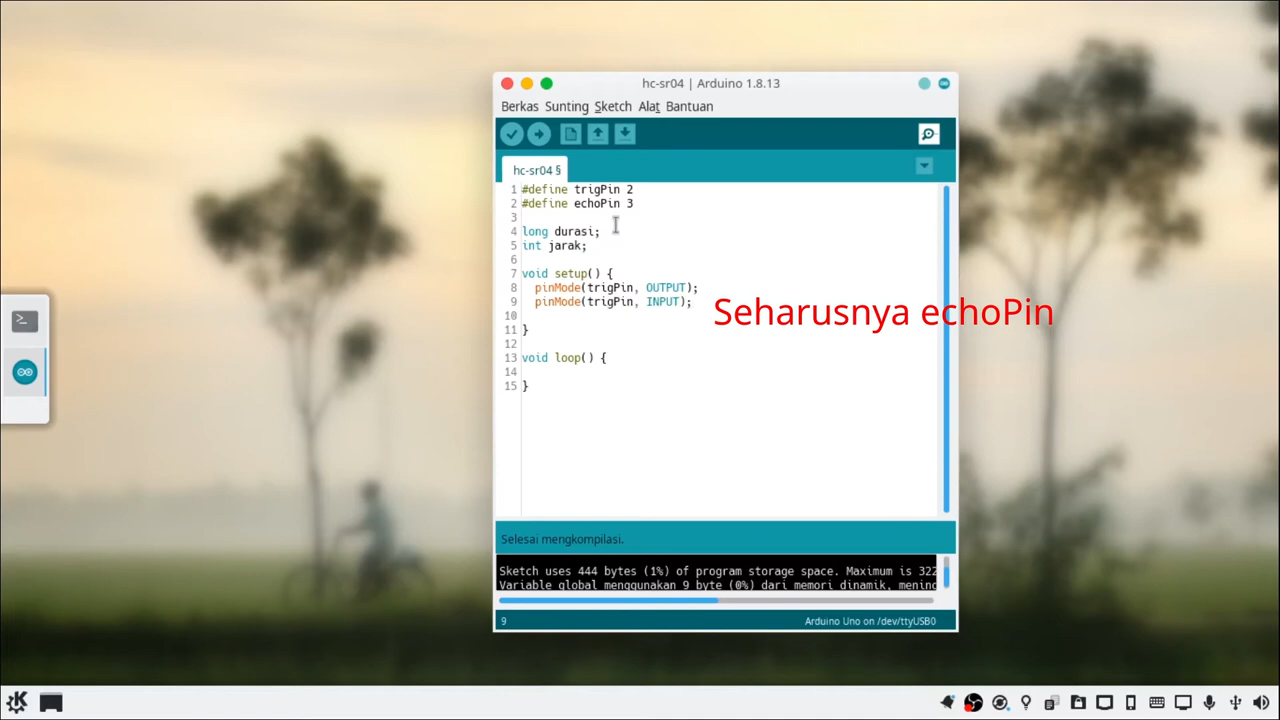 hc-sr04 | Arduino 1.8.13
Berkas Sunting Sketch Alat Bantuan
hc-sr04 §
1 #define trigPin 2
2 #define echoPin 3
3
4 long durasi;
5 int jarak;
6
7 void setup() {
8   pinMode(trigPin, OUTPUT);
9   pinMode(trigPin, INPUT);
Seharusnya echoPin
10
11 }
12
13 void loop() {
14
15 }
Selesai mengkompilasi.
Sketch uses 444 bytes (1%) of program storage space. Maximum is 322
Variable global menggunakan 9 byte (0%) dari memori dinamik, menin
9 Arduino Uno on /dev/ttyUSB0